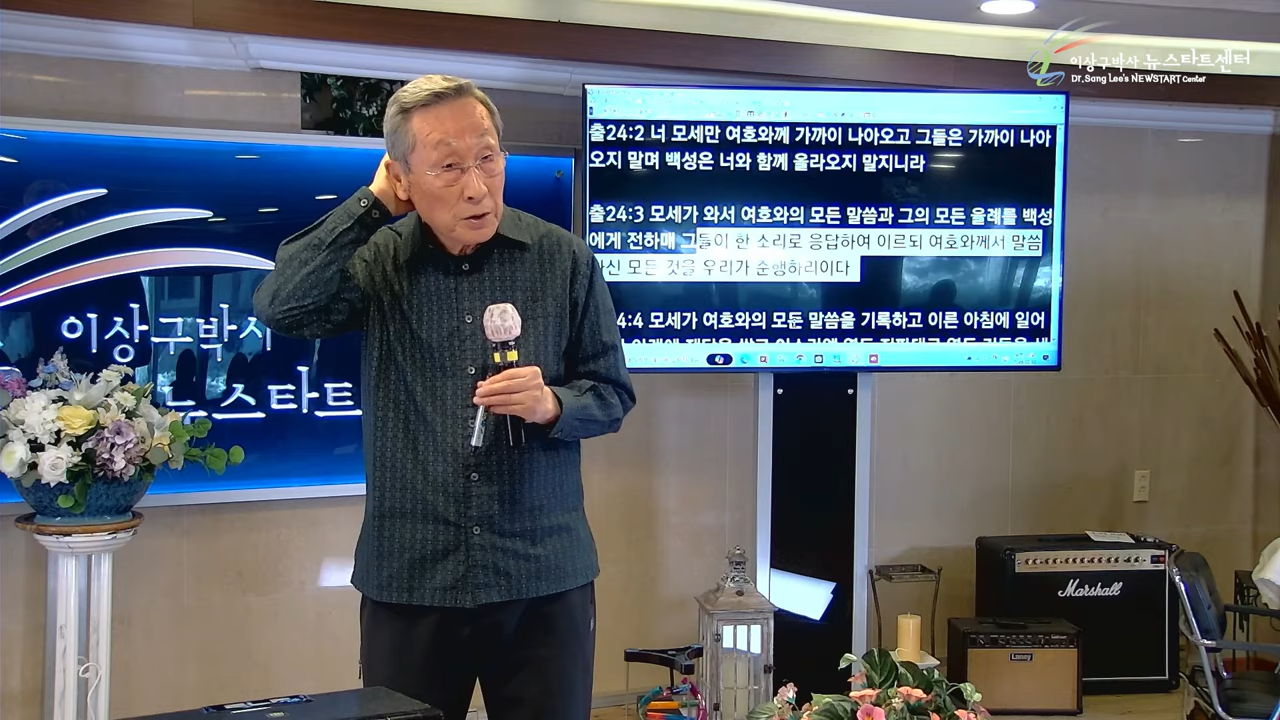 이상구박사 뉴스타트센터
Dr.Sang Lee's NEWSTART Center
출24:2 너 모세만 여호와께 가까이 나아오고 그들은 가까이 나아
오지 말며 백성은 너와 함께 올라오지 말지니라
출24:3 모세가 와서 여호와의 모든 말씀과 그의 모든 율례를 백성
에게 전하매 그들이 한 소리로 응답하여 이르되 여호와께서 말씀
신 모든 것을 우리가 준행하리이다
4:4 모세가 여호와의 모든 말씀을 기록하고 이른 아침에 일어
이상구박사
뉴스타트
Marshall
Laney